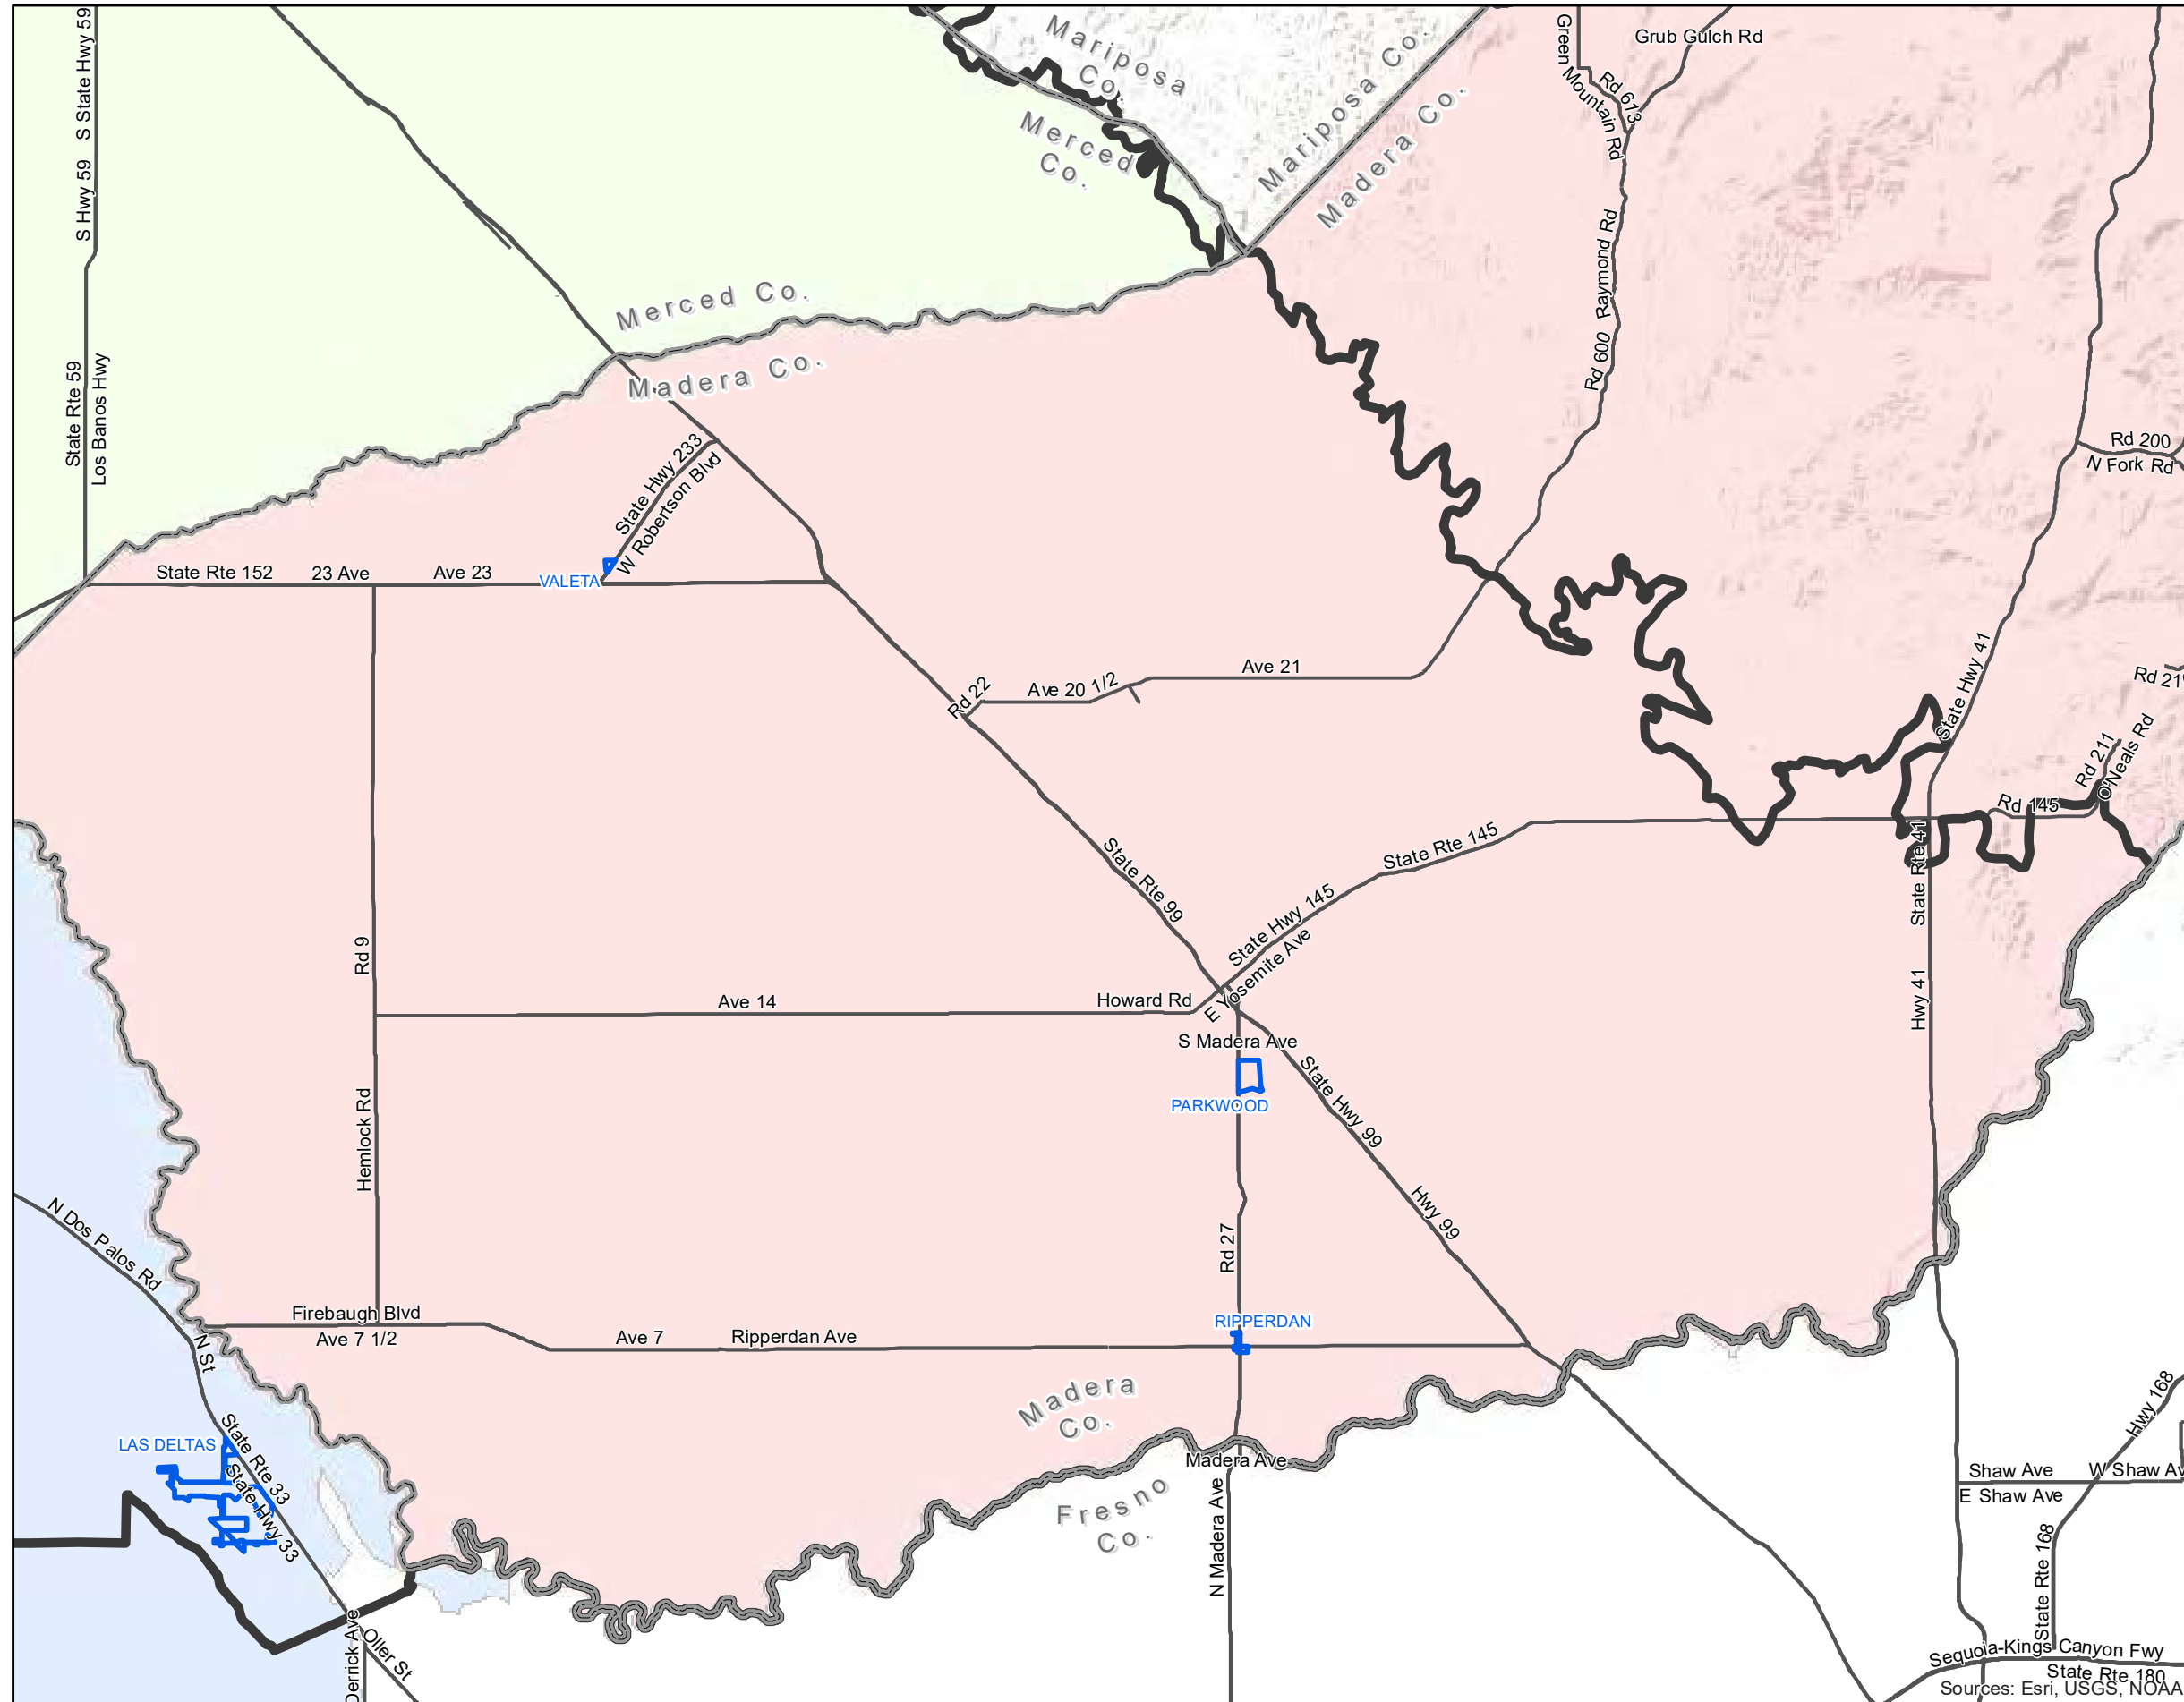 S State Hwy 59
S Hwy 59
State Rte 59
Los Banos Hwy
Mariposa
Co.
Merced
Co.
Mariposa Co.
Madera Co.
Green Mountain Rd
Rd 673
Grub Gulch Rd
Raymond Rd
Rd 600
Merced Co.
Madera Co.
State Hwy 233
W Robertson Blvd
VALETA
State Rte 152
23 Ave
Ave 23
Rd 200
N Fork Rd
Rd 22
Ave 20 1/2
Ave 21
State Hwy 41
Rd 211
O'Neals Rd
Rd 145
State Rte 41
Hwy 41
State Rte 99
State Rte 145
State Hwy 145
E Yosemite Ave
Rd 9
Ave 14
Howard Rd
S Madera Ave
PARKWOOD
State Hwy 99
Hwy 99
Hemlock Rd
Rd 27
N Dos Palos Rd
Firebaugh Blvd
Ave 7 1/2
N St
Ave 7
Ripperdan Ave
RIPPERDAN
Madera
Co.
Fresno
Co.
Madera Ave
N Madera Ave
LAS DELTAS
State Rte 33
State Hwy 33
Derrick Ave
Oller St
Hwy 168
Shaw Ave
W Shaw Av
E Shaw Ave
State Rte 168
Sequoia-Kings Canyon Fwy
State Rte 180
Sources: Esri, USGS, NOAA